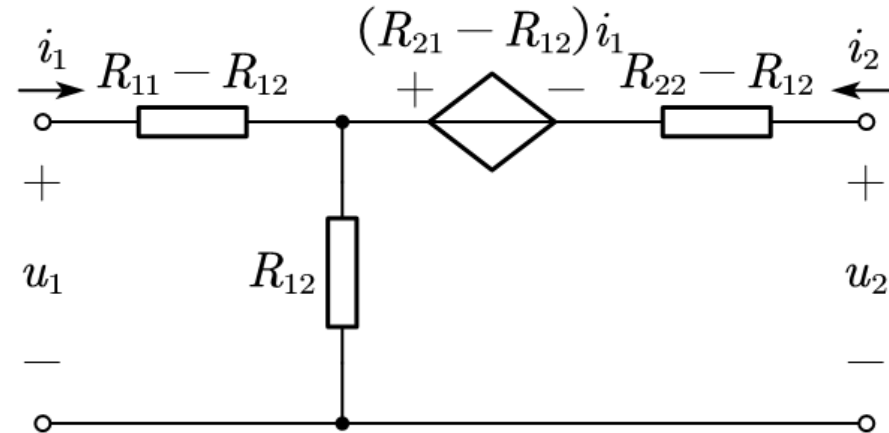 (R₂₁ − R₁₂)i₁
i₁
R₁₁ − R₁₂
+
−
R₂₂ − R₁₂
i₂
+
+
u₁
R₁₂
u₂
−
−